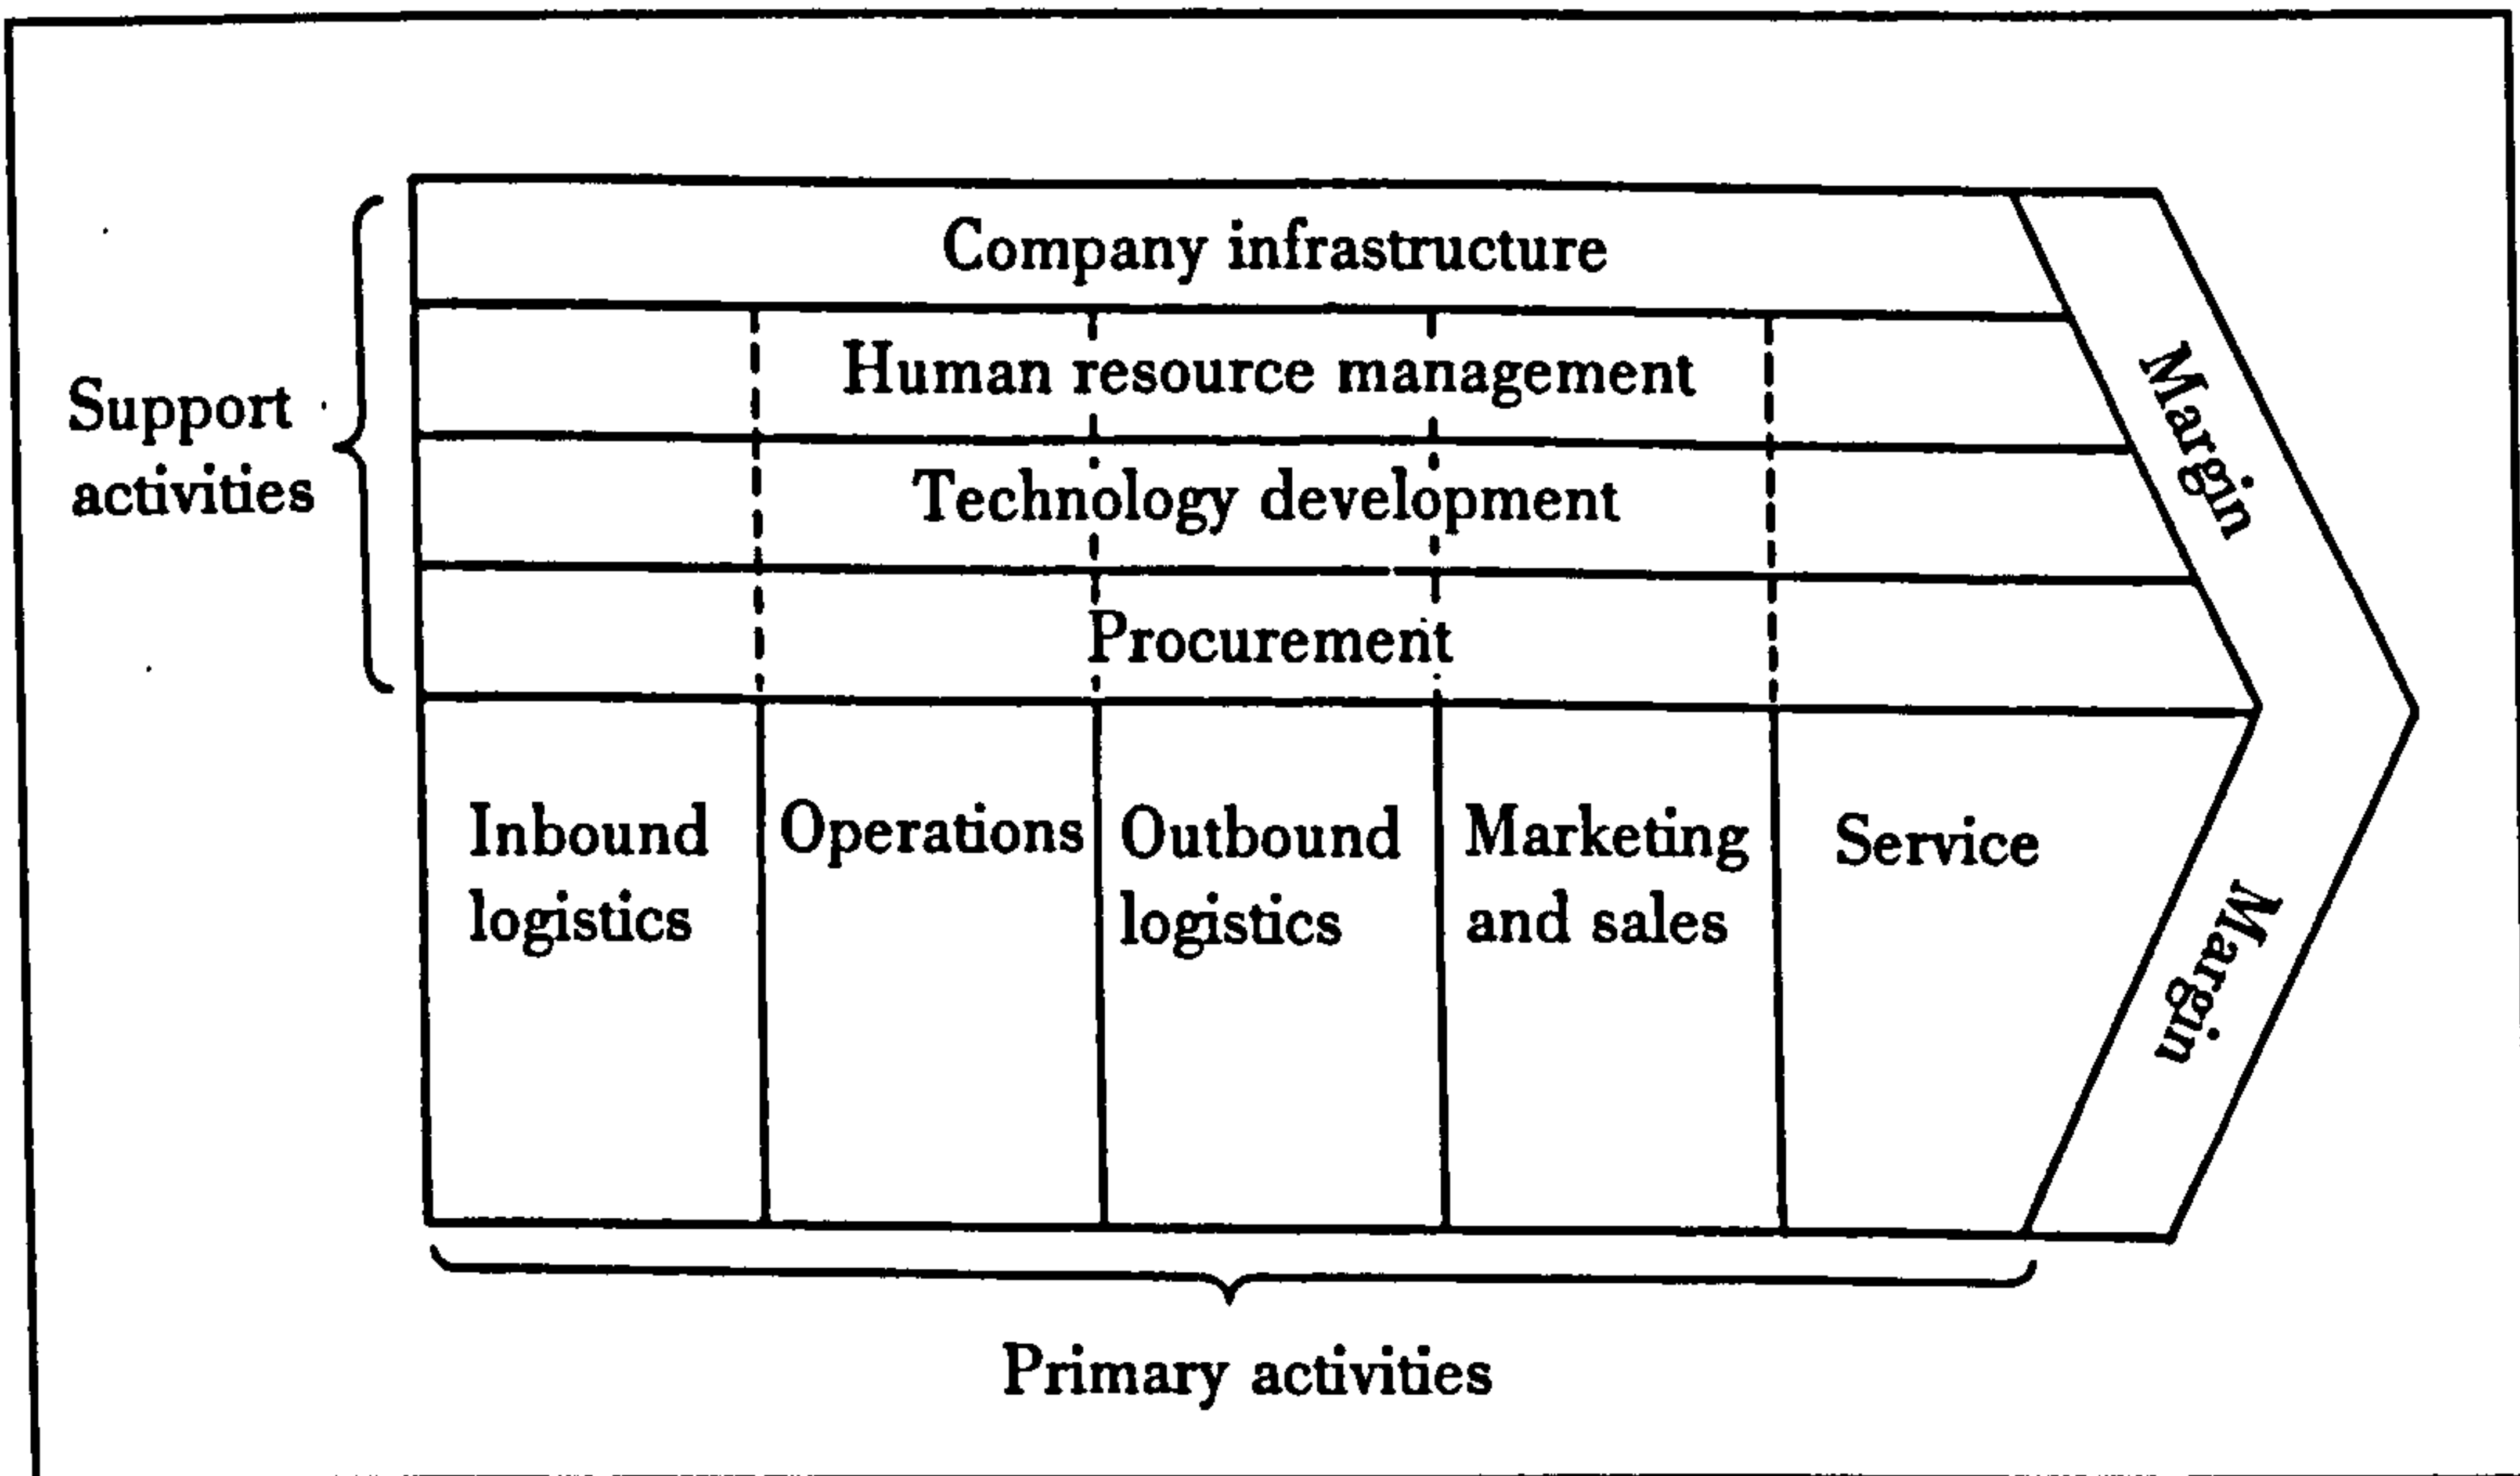 Company infrastructure
Human resource management
Support
activities
Technology development
Procurement
Margin
Inbound
logistics
Operations
Outbound
logistics
Marketing
and sales
Service
Margin
Primary activities